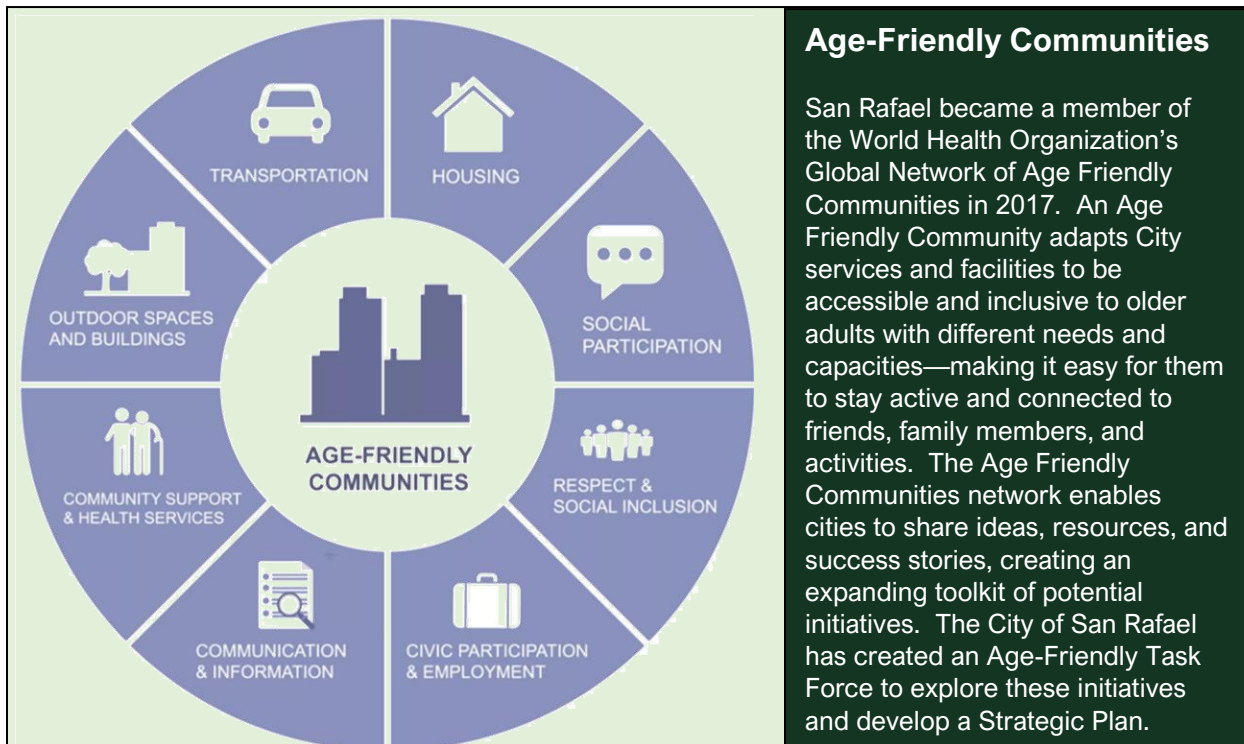 TRANSPORTATION
HOUSING
OUTDOOR SPACES
AND BUILDINGS
SOCIAL
PARTICIPATION
AGE-FRIENDLY
COMMUNITIES
COMMUNITY SUPPORT
& HEALTH SERVICES
RESPECT &
SOCIAL INCLUSION
COMMUNICATION
& INFORMATION
CIVIC PARTICIPATION
& EMPLOYMENT
Age-Friendly Communities
San Rafael became a member of
the World Health Organization’s
Global Network of Age Friendly
Communities in 2017.  An Age
Friendly Community adapts City
services and facilities to be
accessible and inclusive to older
adults with different needs and
capacities—making it easy for them
to stay active and connected to
friends, family members, and
activities.  The Age Friendly
Communities network enables
cities to share ideas, resources, and
success stories, creating an
expanding toolkit of potential
initiatives.  The City of San Rafael
has created an Age-Friendly Task
Force to explore these initiatives
and develop a Strategic Plan.